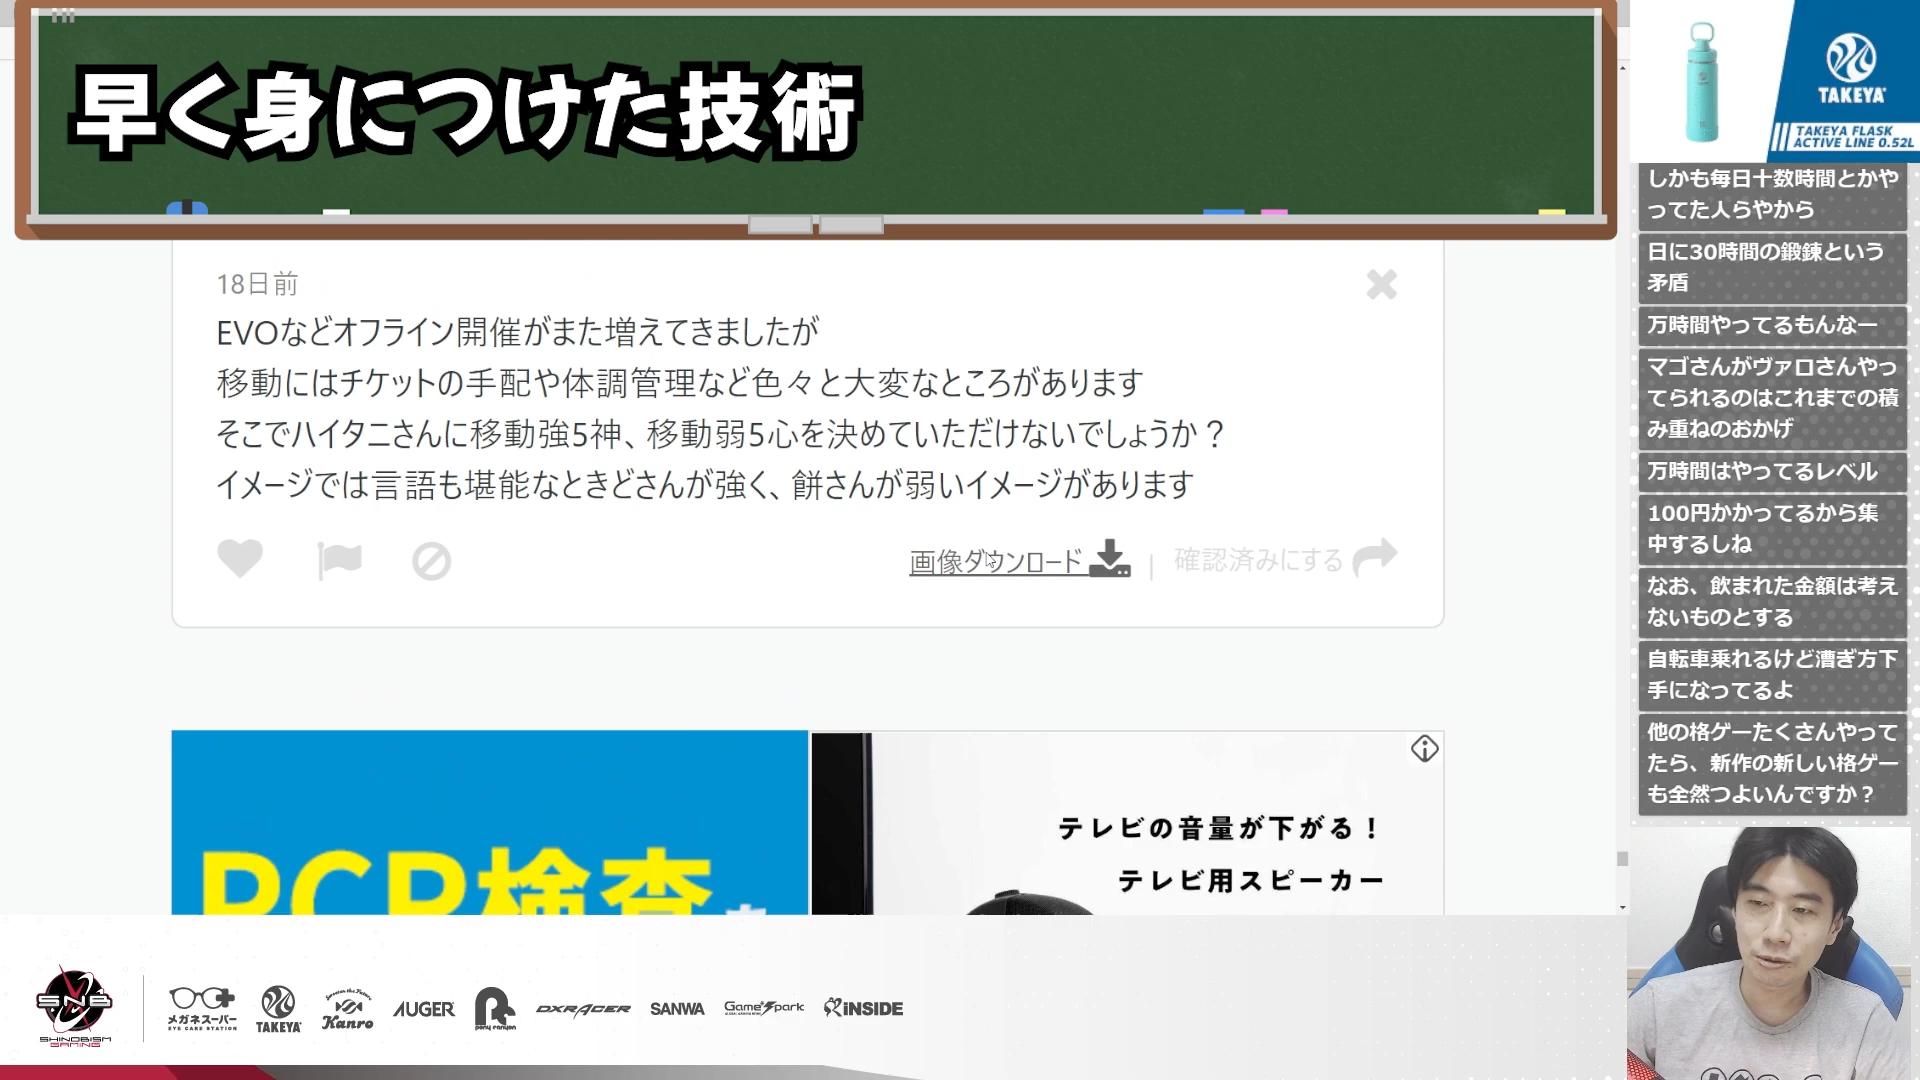 早く身につけた技術
18日前
EVOなどオフライン開催がまた増えてきましたが
移動にはチケットの手配や体調管理など色々と大変なところがあります
そこでハイタニさんに移動強5神、移動弱5心を決めていただけないでしょうか？
イメージでは言語も堪能なときどさんが強く、餅さんが弱いイメージがあります
画像ダウンロード
|
確認済みにする
PCR検査
テレビの音量が下がる！
テレビ用スピーカー
TAKEYA
TAKEYA FLASK
ACTIVE LINE 0.52L
しかも毎日十数時間とかや
ってた人らやから
日に30時間の鍛錬という
矛盾
万時間やってるもんなー
マゴさんがヴァロさんやっ
てられるのはこれまでの積
み重ねのおかげ
万時間はやってるレベル
100円かかってるから集
中するしね
なお、飲まれた金額は考え
ないものとする
自転車乗れるけど漕ぎ方下
手になってるよ
他の格ゲーたくさんやって
たら、新作の新しい格ゲー
も全然つよいんですか？
SNB
SHINOBISM
GAMING
メガネスーパー
EYE CARE STATION
TAKEYA
Kanro
AUGER
pony canyon
DXRACER
SANWA
Game*Spark
iNSIDE